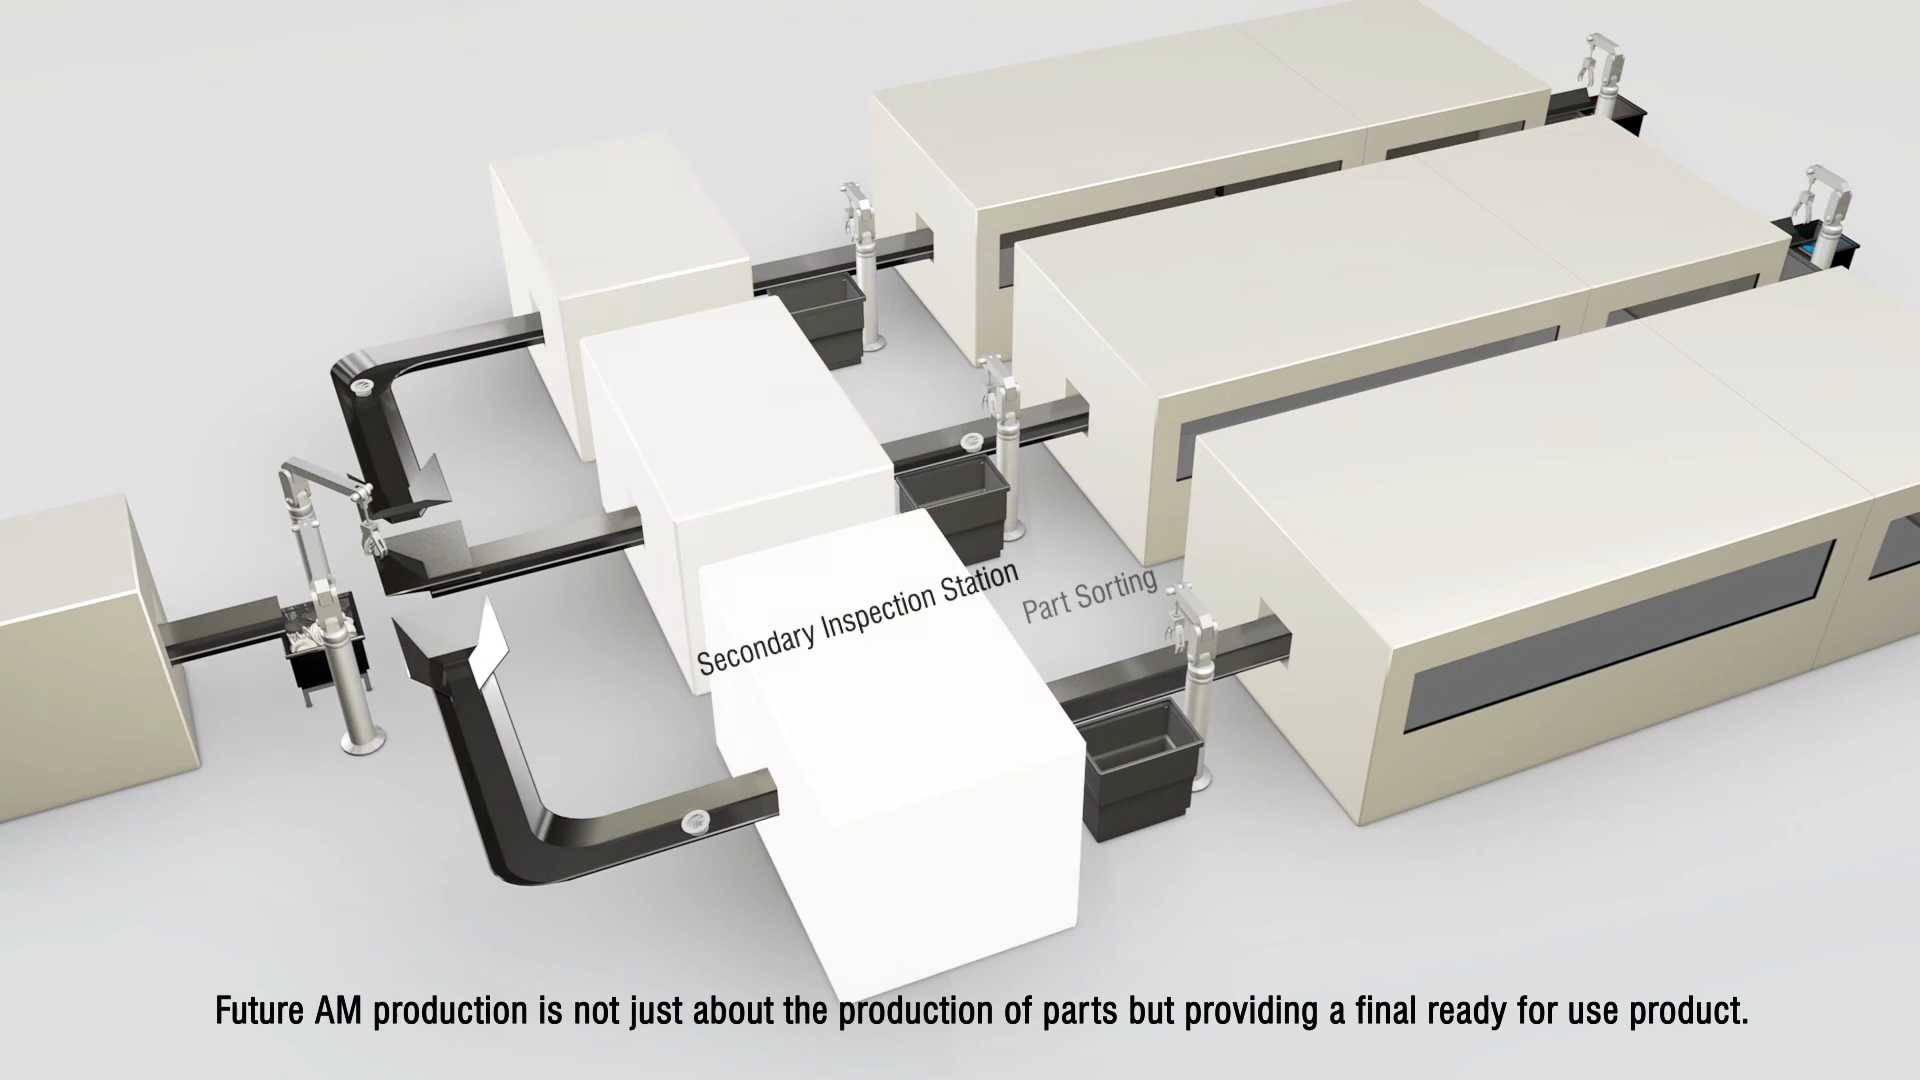 Secondary Inspection Station
Part Sorting
Future AM production is not just about the production of parts but providing a final ready for use product.